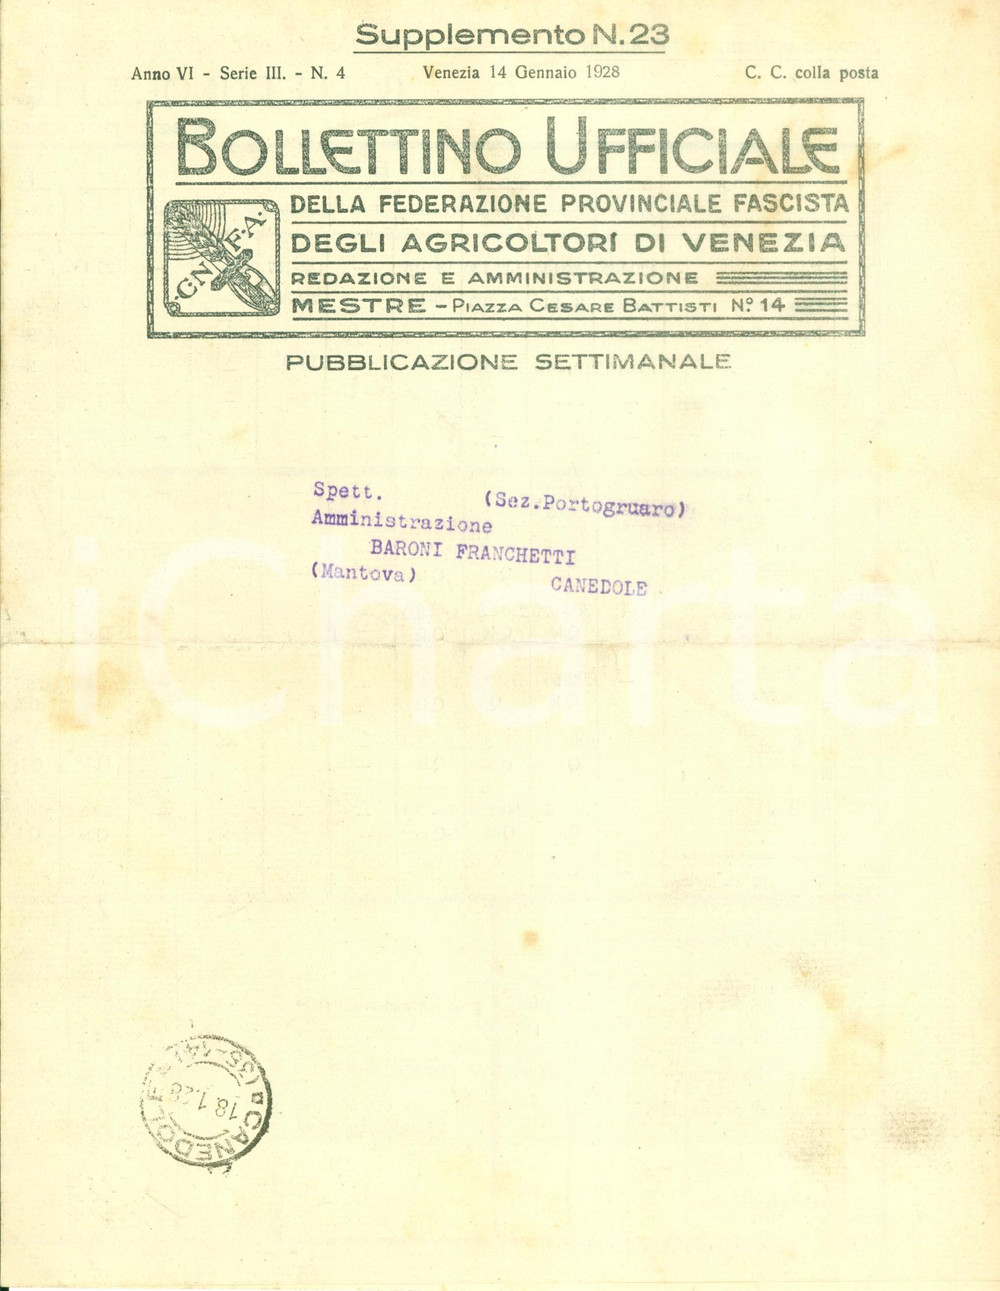 Supplemento N. 23
Anno VI - Serie III. - N. 4 Venezia 14 Gennaio 1928 C. C. colla posta
BOLLETTINO UFFICIALE
DELLA FEDERAZIONE PROVINCIALE FASCISTA
DEGLI AGRICOLTORI DI VENEZIA
REDAZIONE E AMMINISTRAZIONE
MESTRE - PIAZZA CESARE BATTISTI Nº 14
C.N.F.A.
PUBBLICAZIONE SETTIMANALE
Spett. (Sez.Portogruaro)
Amministrazione
BARONI FRANCHETTI
(Mantova) CANEDOLE
iCharta
CANEDOLE
18.1.28